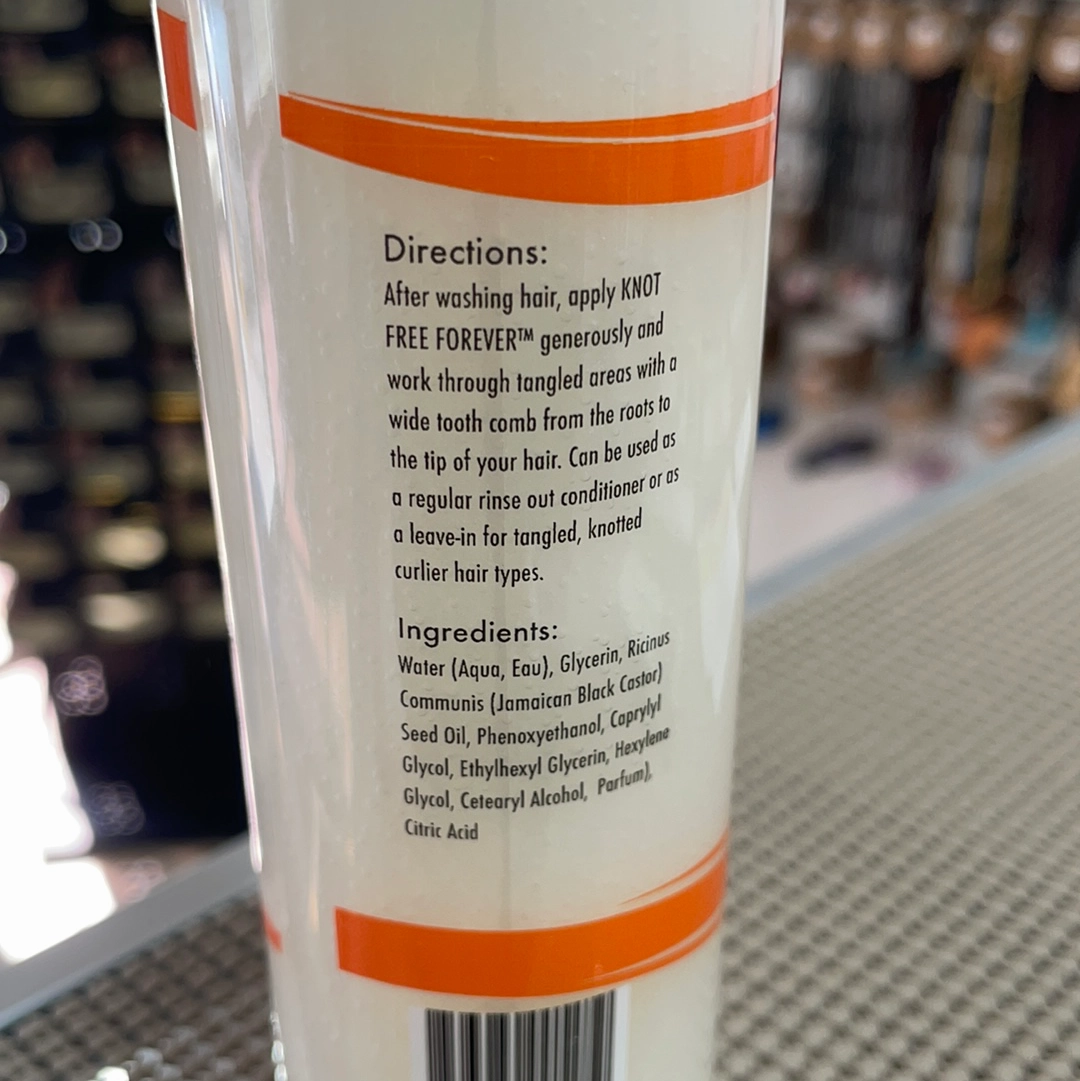 Directions:
After washing hair, apply KNOT
FREE FOREVER™ generously and
work through tangled areas with a
wide tooth comb from the roots to
the tip of your hair. Can be used as
a regular rinse out conditioner or as
a leave-in for tangled, knotted
curlier hair types.
Ingredients:
Water (Aqua, Eau), Glycerin, Ricinus
Communis (Jamaican Black Castor)
Seed Oil, Phenoxyethanol, Caprylyl
Glycol, Ethylhexyl Glycerin, Hexylene
Glycol, Cetearyl Alcohol, Parfum),
Citric Acid